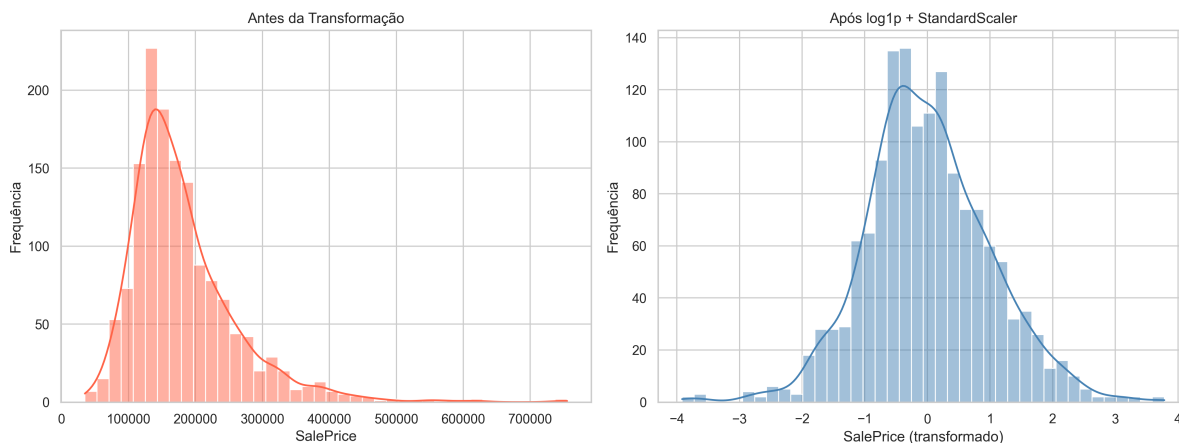 Antes da Transformação
Frequência
200
150
100
50
0
0 100000 200000 300000 400000 500000 600000 700000
SalePrice
Após log1p + StandardScaler
Frequência
140
120
100
80
60
40
20
0
−4 −3 −2 −1 0 1 2 3 4
SalePrice (transformado)